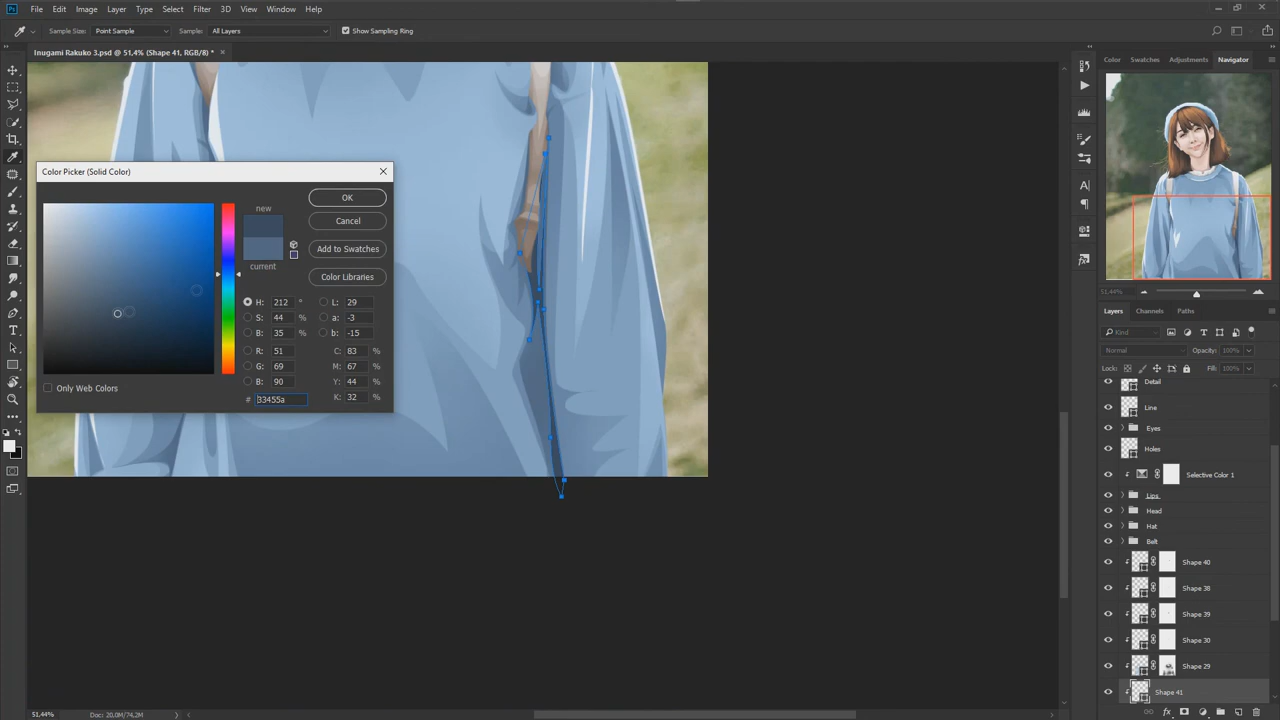 Ps File Edit Image Layer Type Select Filter 3D View Window Help
Sample Size: Point Sample Sample: All Layers Show Sampling Ring
Inugami Rakuko 3.psd @ 51,4% (Shape 41, RGB/8) * ×
Color Swatches Adjustments Navigator
Color Picker (Solid Color)
new
current
OK
Cancel
Add to Swatches
Color Libraries
H: 212 ° L: 29
S: 44 % a: -3
B: 35 % b: -15
R: 51 C: 83 %
G: 69 M: 67 %
B: 90 Y: 44 %
# 33455a K: 32 %
Only Web Colors
51,44%
Layers Channels Paths
Kind
Normal Opacity: 100%
Lock: Fill: 100%
Detail
Line
Eyes
Holes
Selective Color 1
Lips
Head
Hat
Belt
Shape 40
Shape 38
Shape 39
Shape 30
Shape 29
Shape 41
51,44% Doc: 20,0M/74,2M